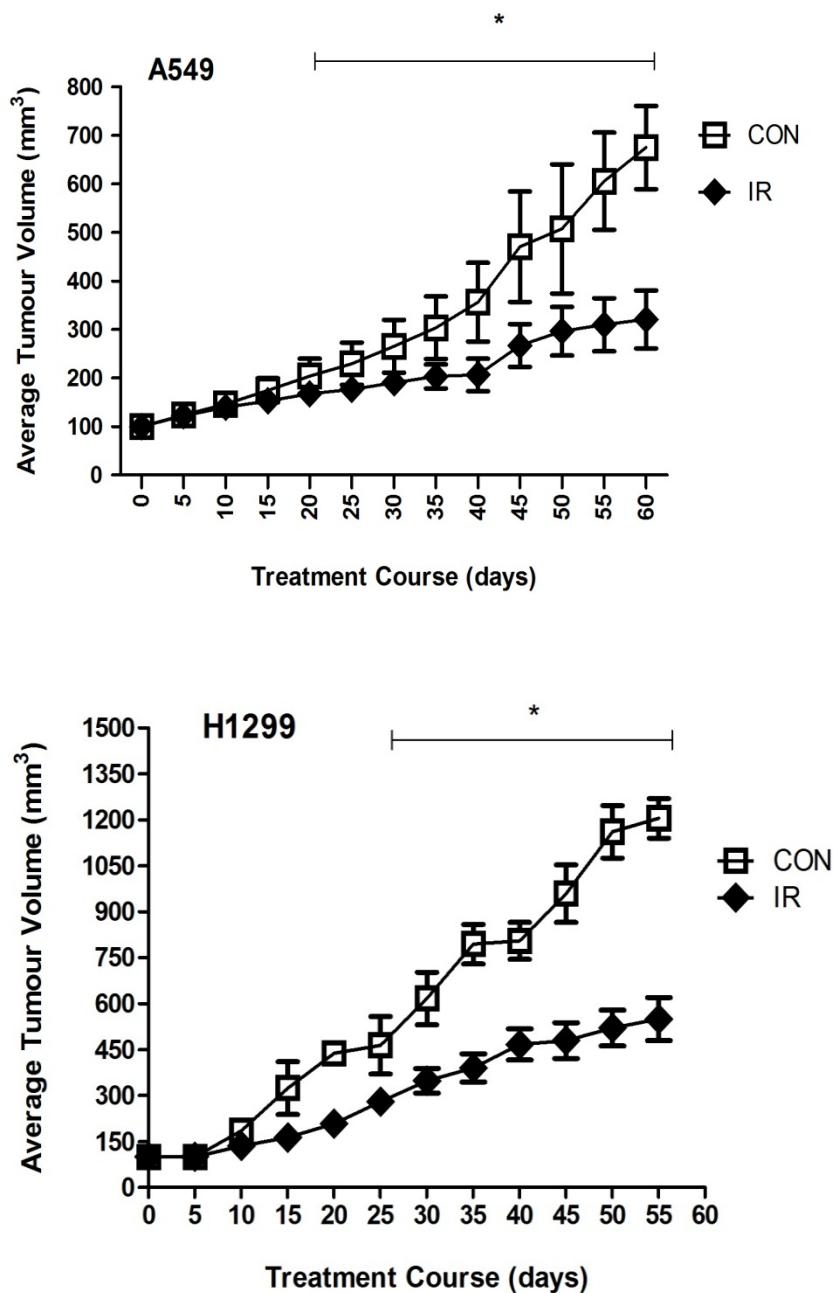 *
A549
800
700
600
500
400
300
200
100
0
Average Tumour Volume (mm³)
CON
IR
0 5 10 15 20 25 30 35 40 45 50 55 60
Treatment Course (days)
*
H1299
1500
1350
1200
1050
900
750
600
450
300
150
0
Average Tumour Volume (mm³)
CON
IR
0 5 10 15 20 25 30 35 40 45 50 55 60
Treatment Course (days)